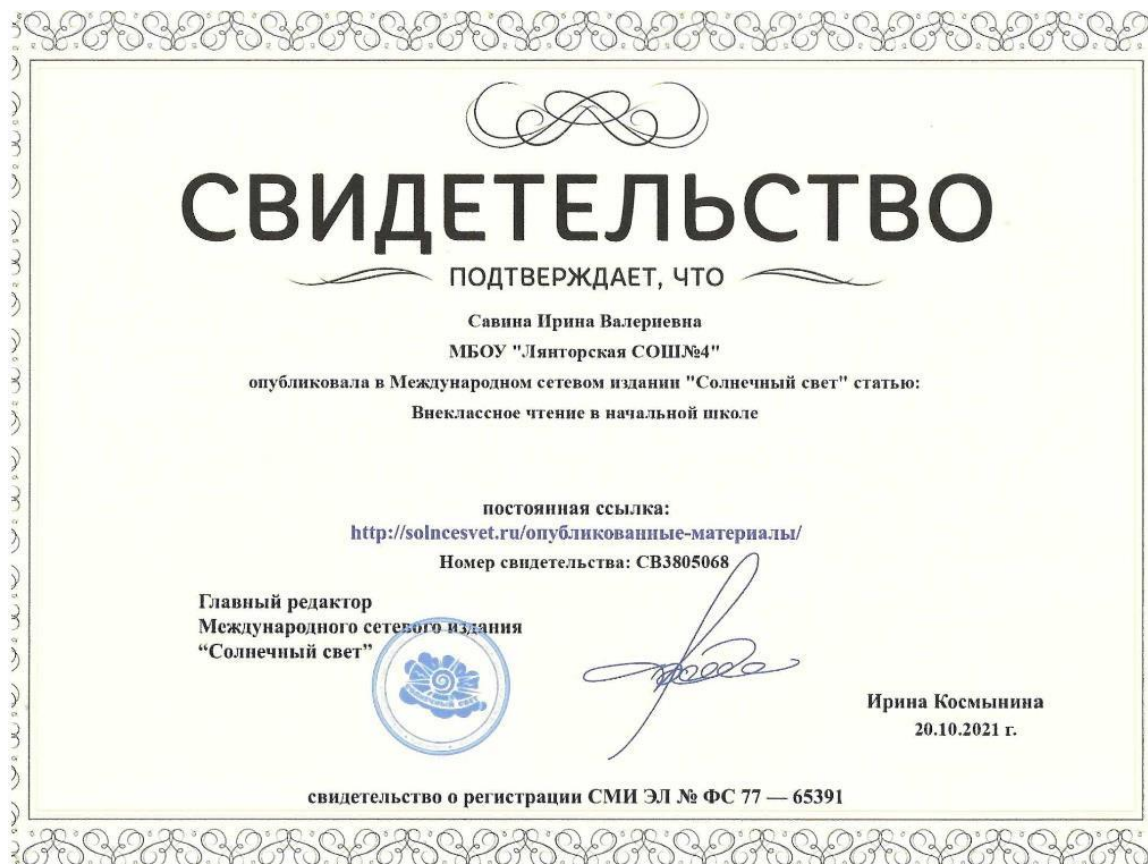 СВИДЕТЕЛЬСТВО
ПОДТВЕРЖДАЕТ, ЧТО
Савина Ирина Валериевна
МБОУ "Лянторская СОШ№4"
опубликовала в Международном сетевом издании "Солнечный свет" статью:
Внеклассное чтение в начальной школе
постоянная ссылка:
http://solncesvet.ru/опубликованные-материалы/
Номер свидетельства: СВ3805068
Главный редактор
Международного сетевого издания
“Солнечный свет”
СОЛНЕЧНЫЙ СВЕТ
Ирина Космынина
20.10.2021 г.
свидетельство о регистрации СМИ ЭЛ № ФС 77 — 65391